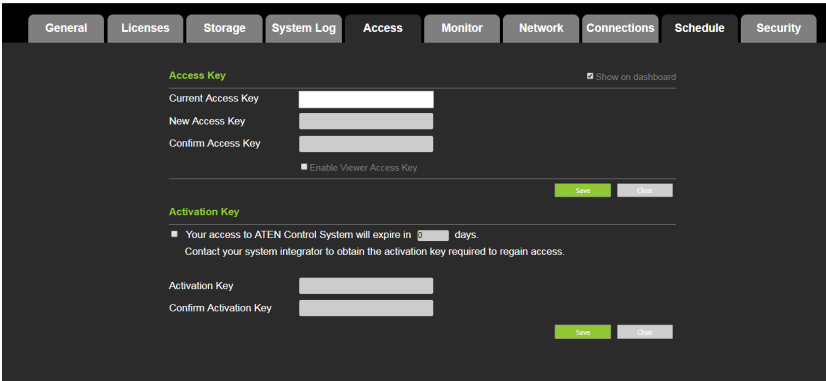 General Licenses Storage System Log Access Monitor Network Connections Schedule Security
Access Key Show on dashboard
Current Access Key
New Access Key
Confirm Access Key
Enable Viewer Access Key
Save Clear
Activation Key
Your access to ATEN Control System will expire in 0 days.
Contact your system integrator to obtain the activation key required to regain access.
Activation Key
Confirm Activation Key
Save Clear